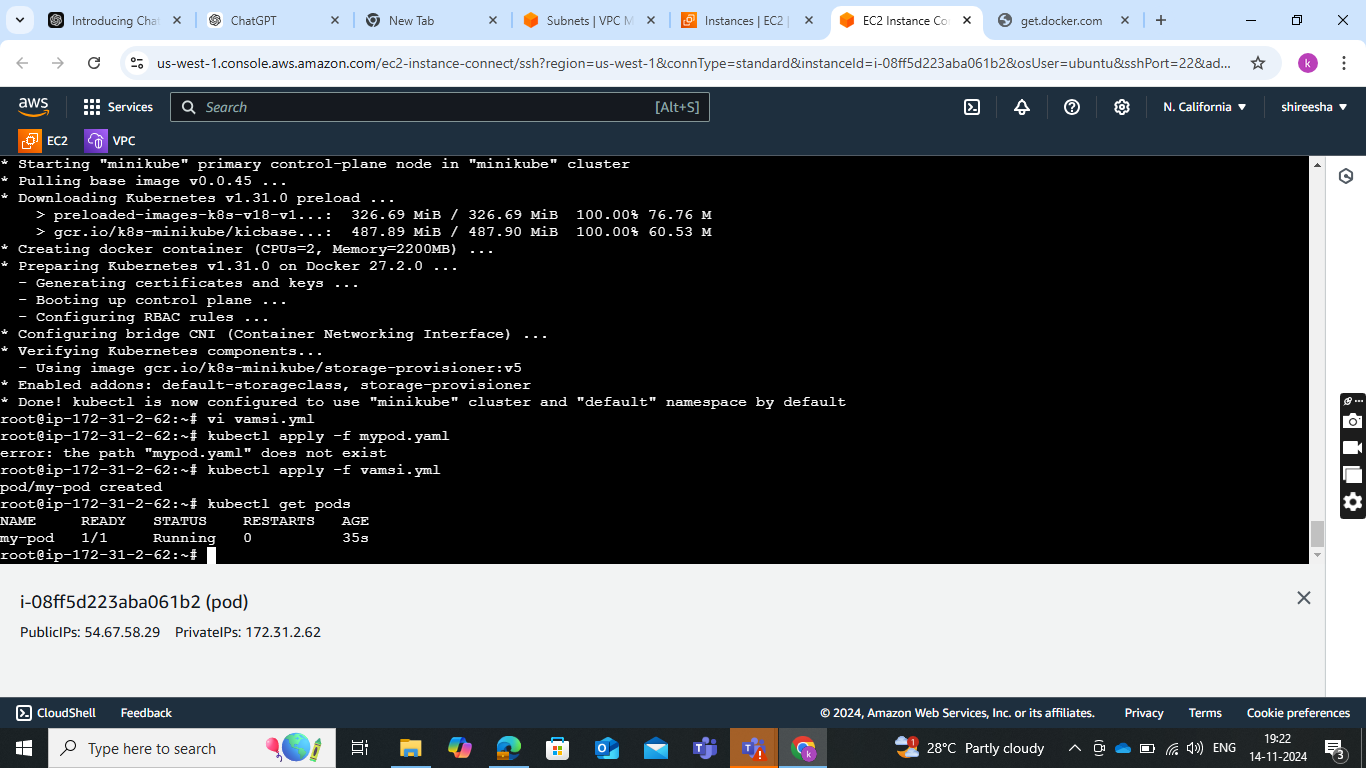 Introducing Cha
ChatGPT
New Tab
Subnets | VPC M
Instances | EC2 |
EC2 Instance Co
get.docker.com
us-west-1.console.aws.amazon.com/ec2-instance-connect/ssh?region=us-west-1&connType=standard&instanceId=i-08ff5d223aba061b2&osUser=ubuntu&sshPort=22&ad...
k
aws
Services
Search
[Alt+S]
N. California
shireesha
EC2
VPC
* Starting "minikube" primary control-plane node in "minikube" cluster
* Pulling base image v0.0.45 ...
* Downloading Kubernetes v1.31.0 preload ...
    > preloaded-images-k8s-v18-v1...:  326.69 MiB / 326.69 MiB  100.00% 76.76 M
    > gcr.io/k8s-minikube/kicbase...:  487.89 MiB / 487.90 MiB  100.00% 60.53 M
* Creating docker container (CPUs=2, Memory=2200MB) ...
* Preparing Kubernetes v1.31.0 on Docker 27.2.0 ...
  - Generating certificates and keys ...
  - Booting up control plane ...
  - Configuring RBAC rules ...
* Configuring bridge CNI (Container Networking Interface) ...
* Verifying Kubernetes components...
  - Using image gcr.io/k8s-minikube/storage-provisioner:v5
* Enabled addons: default-storageclass, storage-provisioner
* Done! kubectl is now configured to use "minikube" cluster and "default" namespace by default
root@ip-172-31-2-62:~# vi vamsi.yml
root@ip-172-31-2-62:~# kubectl apply -f mypod.yaml
error: the path "mypod.yaml" does not exist
root@ip-172-31-2-62:~# kubectl apply -f vamsi.yml
pod/my-pod created
root@ip-172-31-2-62:~# kubectl get pods
NAME     READY   STATUS    RESTARTS   AGE
my-pod   1/1     Running   0          35s
root@ip-172-31-2-62:~#
i-08ff5d223aba061b2 (pod)
PublicIPs: 54.67.58.29   PrivateIPs: 172.31.2.62
CloudShell
Feedback
© 2024, Amazon Web Services, Inc. or its affiliates.
Privacy
Terms
Cookie preferences
Type here to search
1
28°C Partly cloudy
ENG
19:22
14-11-2024
3